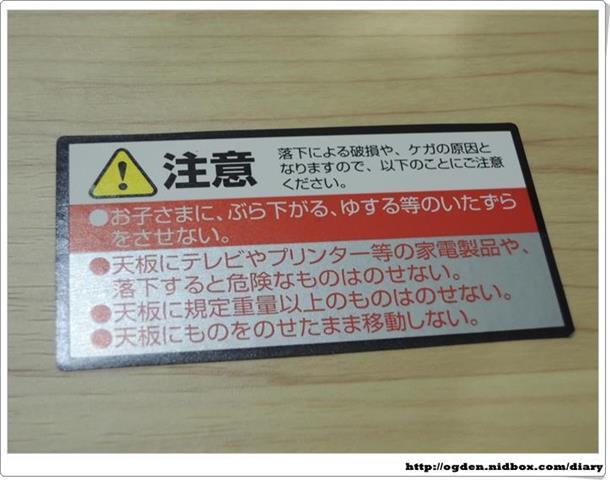 注意
落下による破損や、ケガの原因と
なりますので、以下のことにご注意
ください。
●お子さまに、ぶら下がる、ゆする等のいたずら
をさせない。
●天板にテレビやプリンター等の家電製品や、
落下すると危険なものはのせない。
●天板に規定重量以上のものはのせない。
●天板にものをのせたまま移動しない。
http://ogden.nidbox.com/diary